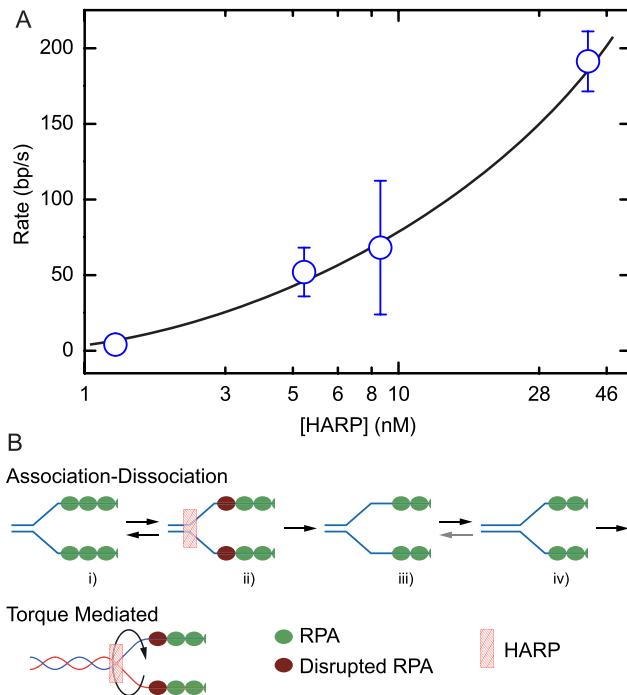 A
200
150
100
50
0
Rate (bp/s)
1 3 5 6 8 10 28 46
[HARP] (nM)
B
Association-Dissociation
i) ii) iii) iv)
Torque Mediated
RPA
Disrupted RPA
HARP